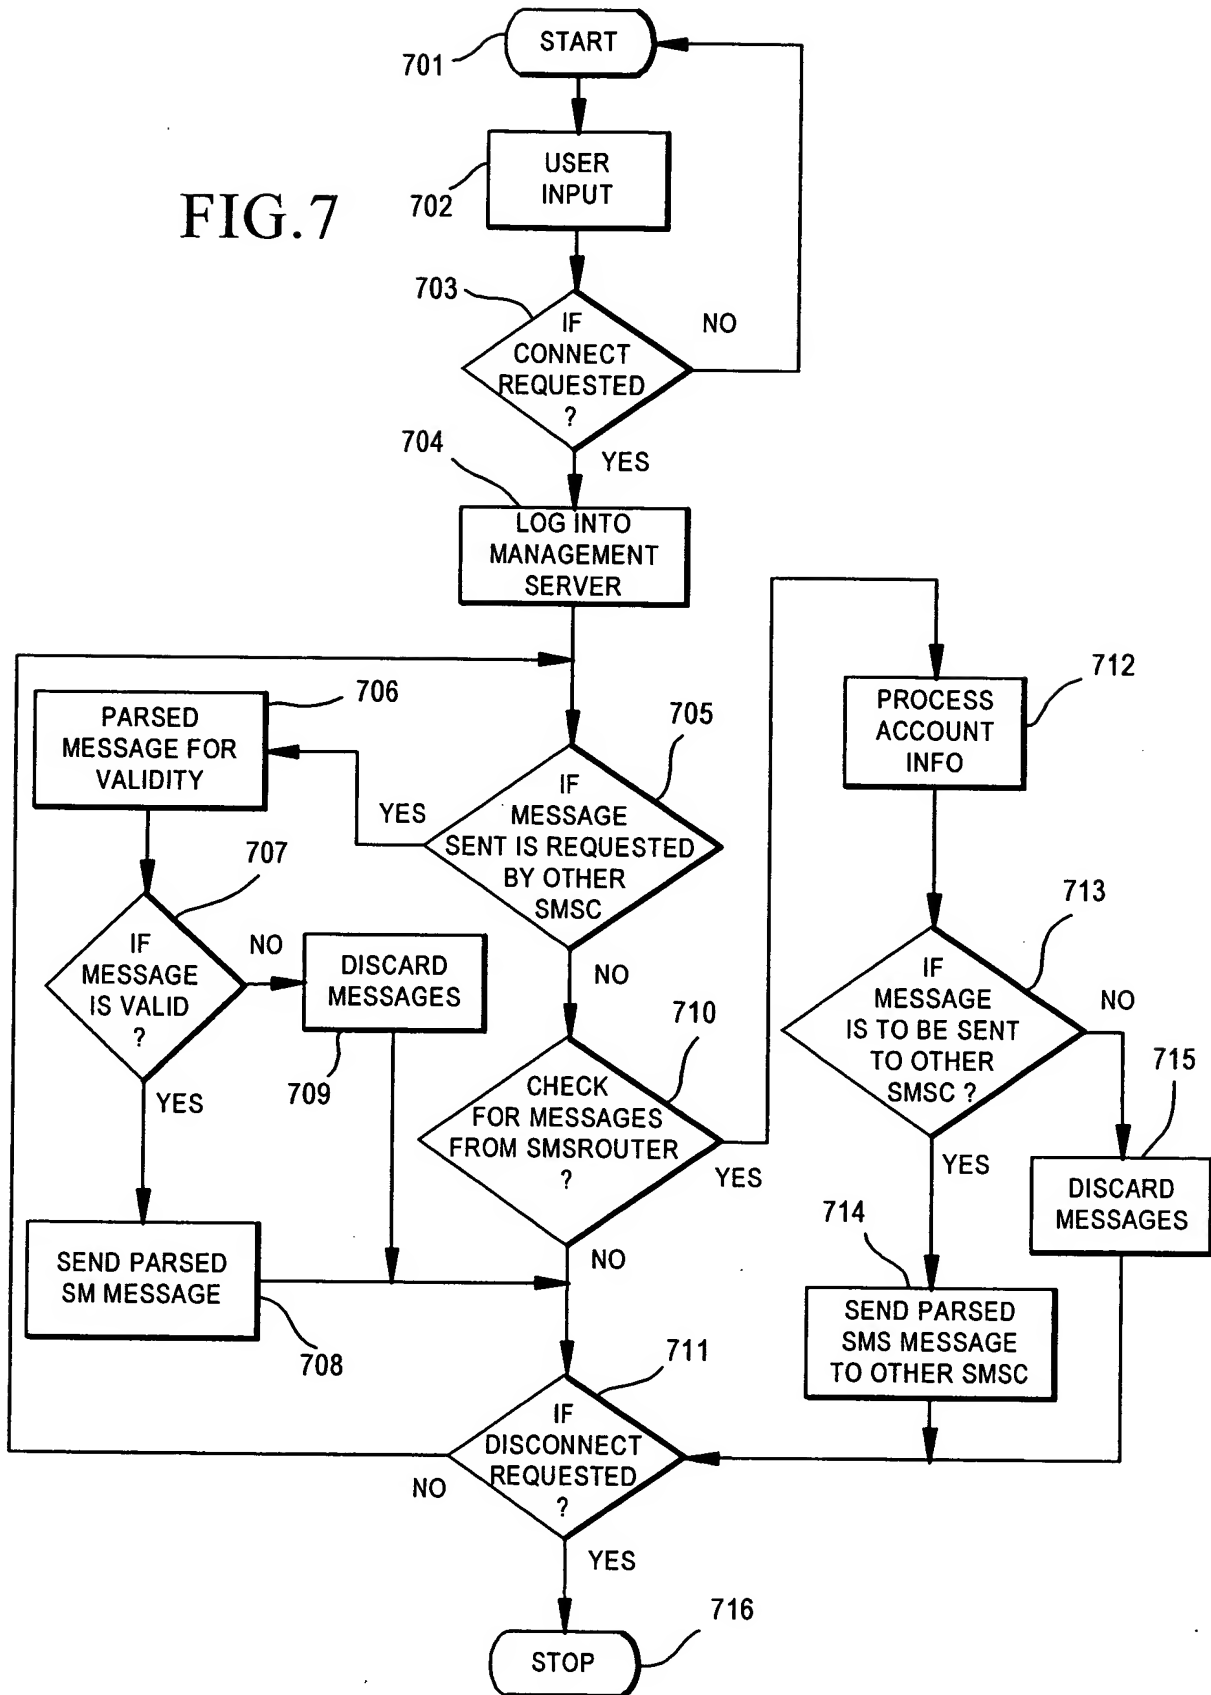 START
701
USER
INPUT
702
FIG.7
703
IF
CONNECT
REQUESTED
?
NO
YES
704
LOG INTO
MANAGEMENT
SERVER
706
PARSED
MESSAGE FOR
VALIDITY
705
IF
MESSAGE
SENT IS REQUESTED
BY OTHER
SMSC
YES
NO
712
PROCESS
ACCOUNT
INFO
707
IF
MESSAGE
IS VALID
?
NO
YES
DISCARD
MESSAGES
709
710
CHECK
FOR MESSAGES
FROM SMSROUTER
?
YES
NO
713
IF
MESSAGE
IS TO BE SENT
TO OTHER
SMSC ?
NO
YES
715
DISCARD
MESSAGES
714
SEND PARSED
SMS MESSAGE
TO OTHER SMSC
SEND PARSED
SM MESSAGE
708
711
IF
DISCONNECT
REQUESTED
?
NO
YES
716
STOP